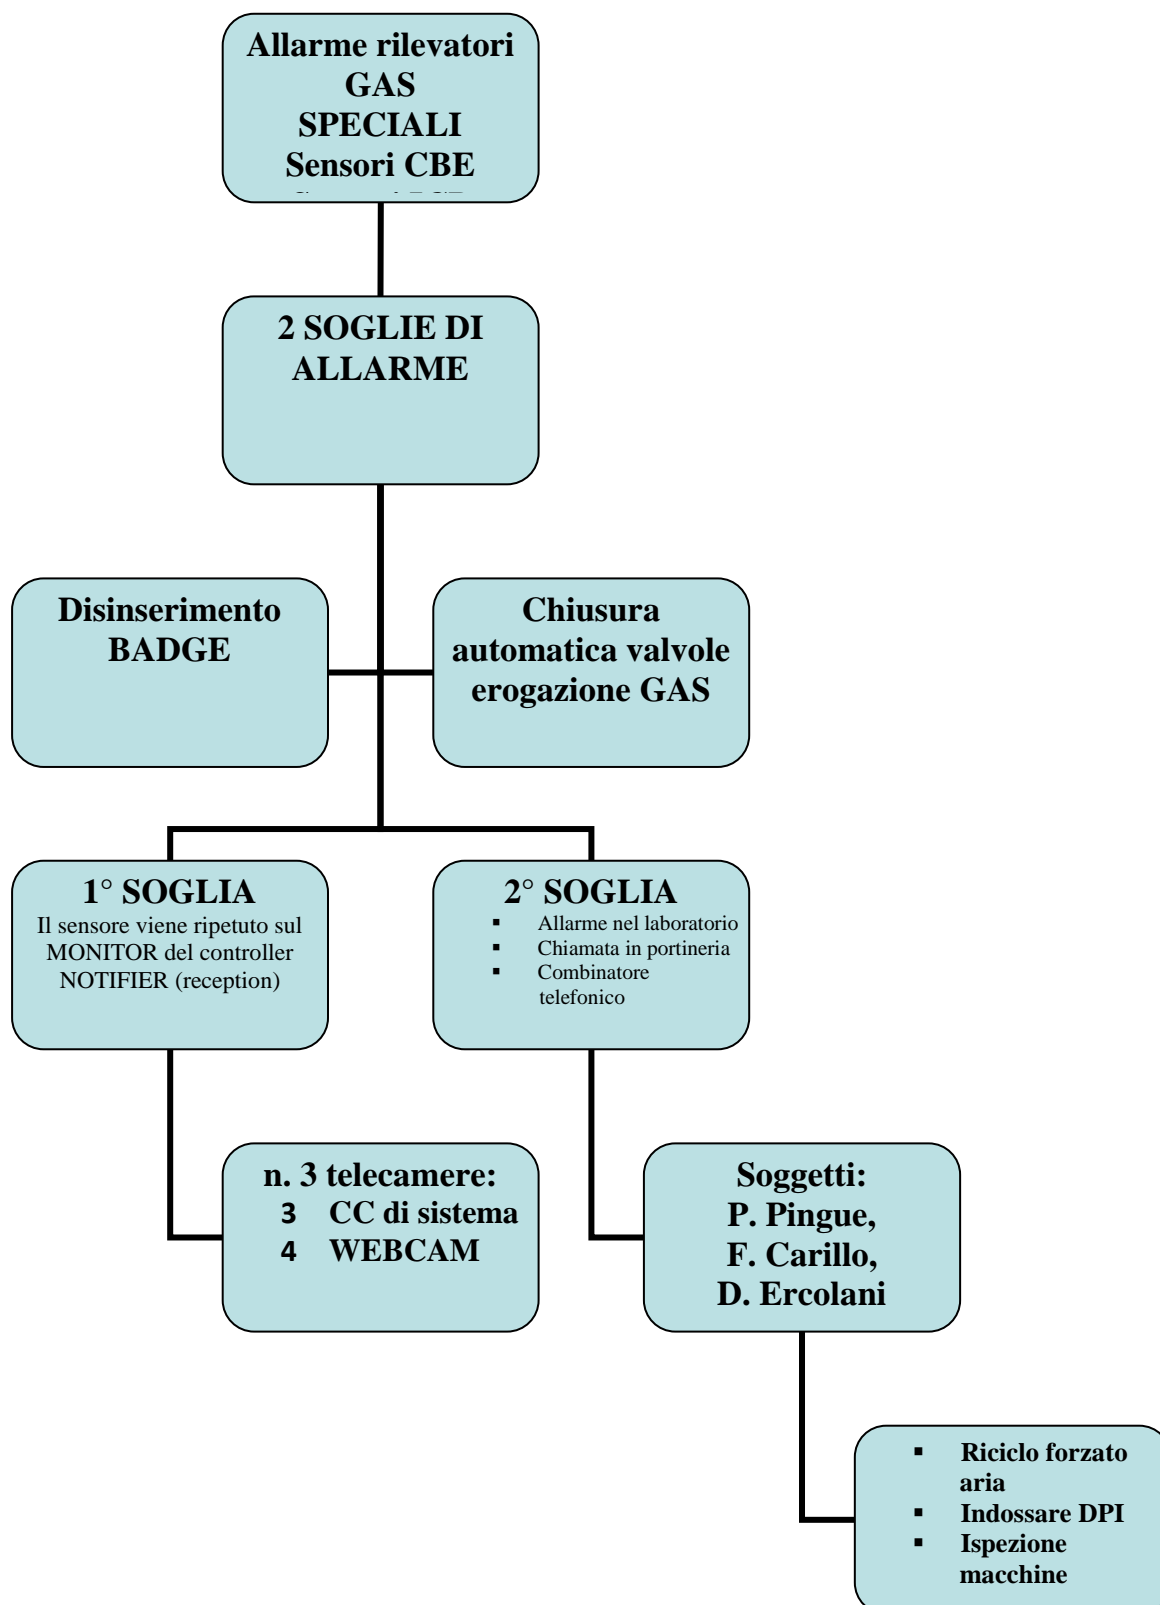 Allarme rilevatori
GAS
SPECIALI
Sensori CBE
2 SOGLIE DI
ALLARME
Disinserimento
BADGE
Chiusura
automatica valvole
erogazione GAS
1° SOGLIA
Il sensore viene ripetuto sul
MONITOR del controller
NOTIFIER (reception)
2° SOGLIA
▪ Allarme nel laboratorio
▪ Chiamata in portineria
▪ Combinatore
telefonico
n. 3 telecamere:
3 CC di sistema
4 WEBCAM
Soggetti:
P. Pingue,
F. Carillo,
D. Ercolani
▪ Riciclo forzato
aria
▪ Indossare DPI
▪ Ispezione
macchine